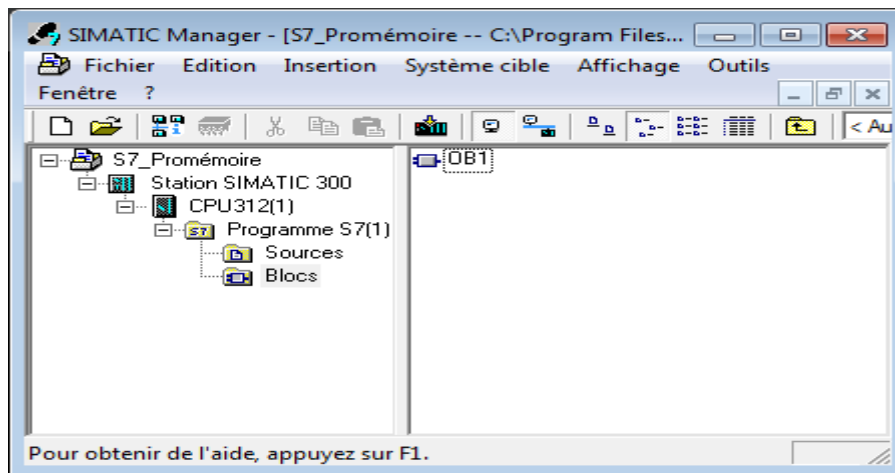 SIMATIC Manager - [S7_Promémoire -- C:\Program Files...
Fichier Edition Insertion Système cible Affichage Outils
Fenêtre ?
< Au
S7_Promémoire
Station SIMATIC 300
CPU312(1)
Programme S7(1)
Sources
Blocs
OB1
Pour obtenir de l'aide, appuyez sur F1.